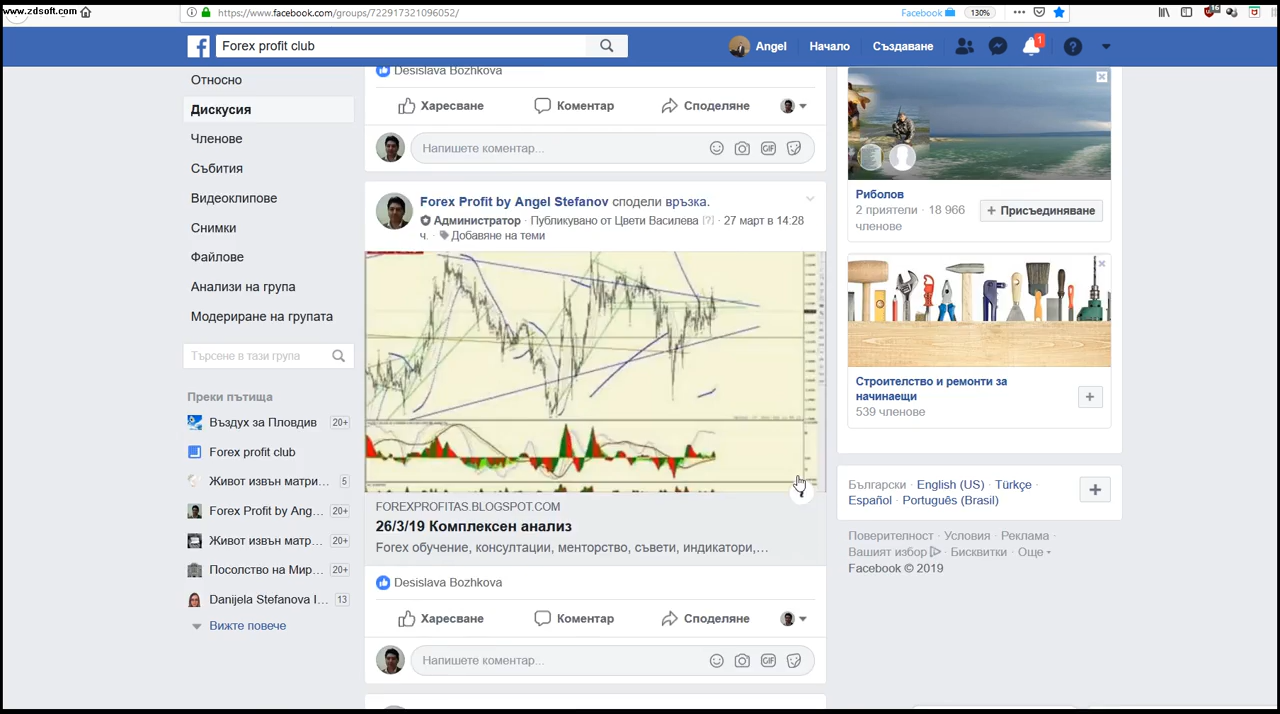 www.zdsoft.com
https://www.facebook.com/groups/722917321096052/
Facebook
130%
Forex profit club
Angel
Начало
Създаване
1
Относно
Дискусия
Членове
Събития
Видеоклипове
Снимки
Файлове
Анализи на група
Модериране на групата
Търсене в тази група
Преки пътища
Въздух за Пловдив 20+
Forex profit club
Живот извън матри... 5
Forex Profit by Ang... 20+
Живот извън матр... 20+
Посолство на Мир... 20+
Danijela Stefanova I... 13
Вижте повече
Desislava Bozhkova
Харесване Коментар Споделяне
Напишете коментар...
GIF
Forex Profit by Angel Stefanov сподели връзка.
Администратор · Публикувано от Цвети Василева [?] · 27 март в 14:28
ч. · Добавяне на теми
FOREXPROFITAS.BLOGSPOT.COM
26/3/19 Комплексен анализ
Forex обучение, консултации, менторство, съвети, индикатори,...
Desislava Bozhkova
Харесване Коментар Споделяне
Напишете коментар...
GIF
Риболов
2 приятели · 18 966
членове
+ Присъединяване
Строителство и ремонти за
начинаещи
539 членове
Български · English (US) · Türkçe ·
Español · Português (Brasil)
Поверителност · Условия · Реклама ·
Вашият избор · Бисквитки · Още
Facebook © 2019